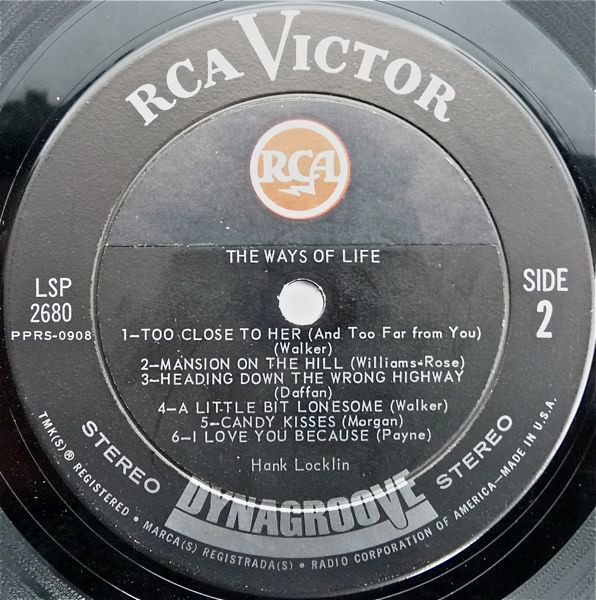 RCA VICTOR
RCA
THE WAYS OF LIFE
LSP
2680
PPRS-0908
SIDE
2
1—TOO CLOSE TO HER (And Too Far from You)
(Walker)
2—MANSION ON THE HILL (Williams-Rose)
3—HEADING DOWN THE WRONG HIGHWAY
(Daffan)
4—A LITTLE BIT LONESOME (Walker)
5—CANDY KISSES (Morgan)
6—I LOVE YOU BECAUSE (Payne)
Hank Locklin
STEREO
DYNAGROOVE
STEREO
TMK(S) ® REGISTERED • MARCA(S) REGISTRADA(S) • RADIO CORPORATION OF AMERICA—MADE IN U.S.A.